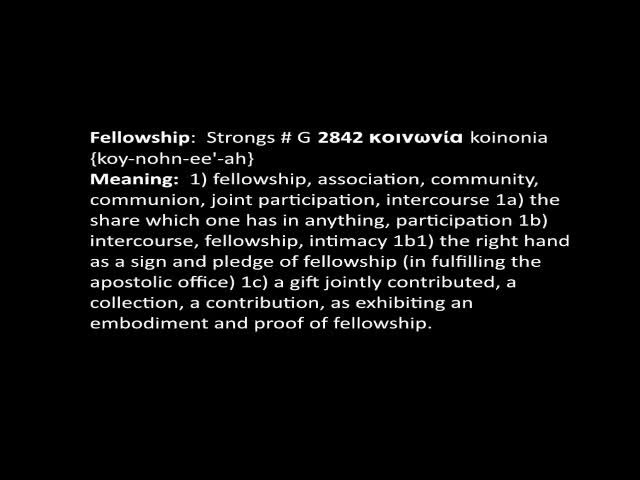 Fellowship:  Strongs # G 2842 κοινωνία koinonia
{koy-nohn-ee'-ah}
Meaning:  1) fellowship, association, community,
communion, joint participation, intercourse 1a) the
share which one has in anything, participation 1b)
intercourse, fellowship, intimacy 1b1) the right hand
as a sign and pledge of fellowship (in fulfilling the
apostolic office) 1c) a gift jointly contributed, a
collection, a contribution, as exhibiting an
embodiment and proof of fellowship.